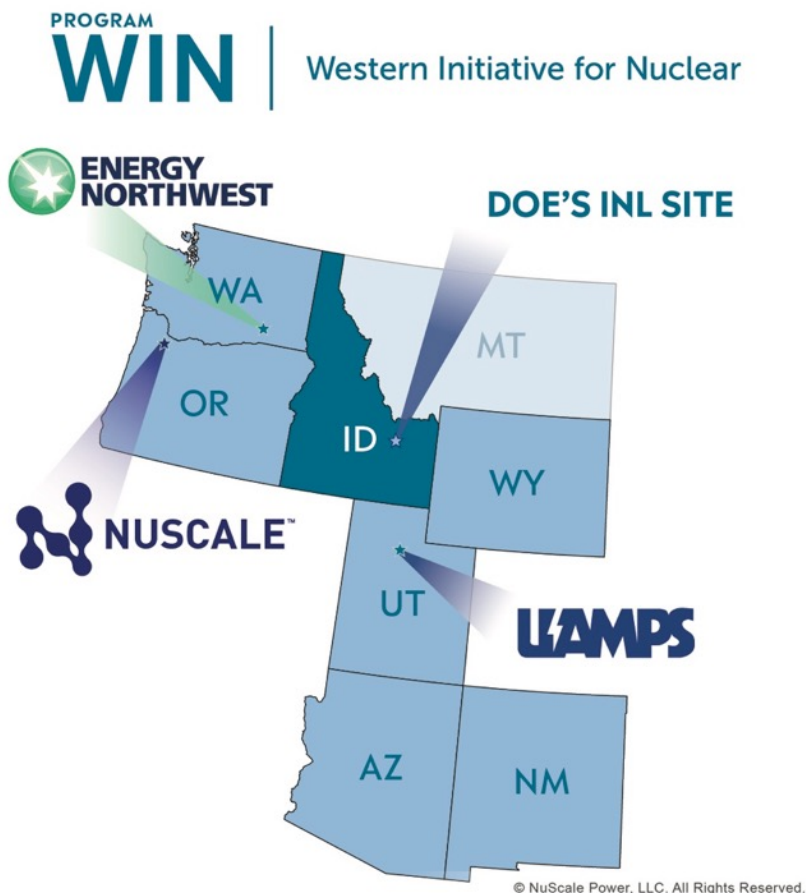 PROGRAM
WIN
Western Initiative for Nuclear
ENERGY
NORTHWEST
DOE'S INL SITE
WA
MT
OR
ID
WY
NUSCALE™
UT
UAMPS
AZ
NM
© NuScale Power, LLC. All Rights Reserved.